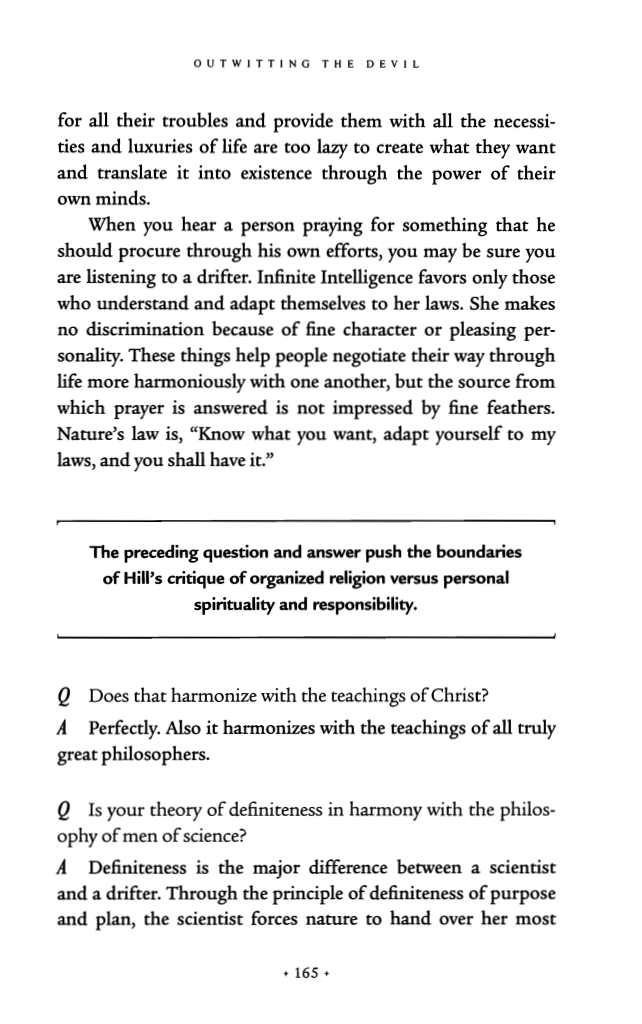 OUTWITTING THE DEVIL
for all their troubles and provide them with all the necessi-
ties and luxuries of life are too lazy to create what they want
and translate it into existence through the power of their
own minds.
When you hear a person praying for something that he
should procure through his own efforts, you may be sure you
are listening to a drifter. Infinite Intelligence favors only those
who understand and adapt themselves to her laws. She makes
no discrimination because of fine character or pleasing per-
sonality. These things help people negotiate their way through
life more harmoniously with one another, but the source from
which prayer is answered is not impressed by fine feathers.
Nature's law is, “Know what you want, adapt yourself to my
laws, and you shall have it.”
The preceding question and answer push the boundaries
of Hill's critique of organized religion versus personal
spirituality and responsibility.
Q Does that harmonize with the teachings of Christ?
A Perfectly. Also it harmonizes with the teachings of all truly
great philosophers.
Q Is your theory of definiteness in harmony with the philos-
ophy of men of science?
A Definiteness is the major difference between a scientist
and a drifter. Through the principle of definiteness of purpose
and plan, the scientist forces nature to hand over her most
• 165 •